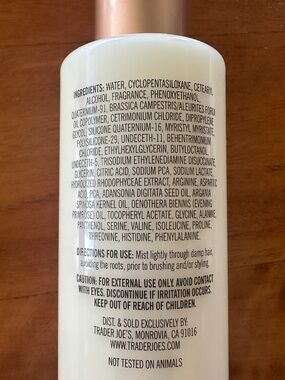 INGREDIENTS: WATER, CYCLOPENTASILOXANE, CETEARYL
ALCOHOL, FRAGRANCE, PHENOXYETHANOL,
QUATERNIUM-91, BRASSICA CAMPESTRIS/ALEURITES FORDI
OIL COPOLYMER, CETRIMONIUM CHLORIDE, DIPROPYLENE
GLYCOL, SILICONE QUATERNIUM-16, MYRISTYL MYRISTATE,
POLYSILICONE-29, UNDECETH-11, BEHENTRIMONIUM
CHLORIDE, ETHYLHEXYLGLYCERIN, BUTYLOCTANOL,
UNDECETH-5, TRISODIUM ETHYLENEDIAMINE DISUCCINATE,
GLYCERIN, CITRIC ACID, SODIUM PCA, SODIUM LACTATE,
HYDROLYZED RHODOPHYCEAE EXTRACT, ARGININE, ASPARTIC
ACID, PCA, ADANSONIA DIGITATA SEED OIL, ARGANIA
SPINOSA KERNEL OIL, OENOTHERA BIENNIS (EVENING
PRIMROSE) OIL, TOCOPHERYL ACETATE, GLYCINE, ALANINE,
PANTHENOL, SERINE, VALINE, ISOLEUCINE, PROLINE,
THREONINE, HISTIDINE, PHENYLALANINE.
DIRECTIONS FOR USE: Mist lightly through damp hair,
avoiding the roots, prior to brushing and/or styling.
CAUTION: FOR EXTERNAL USE ONLY. AVOID CONTACT
WITH EYES. DISCONTINUE IF IRRITATION OCCURS.
KEEP OUT OF REACH OF CHILDREN.
DIST. & SOLD EXCLUSIVELY BY:
TRADER JOE'S, MONROVIA, CA 91016
WWW.TRADERJOES.COM
NOT TESTED ON ANIMALS